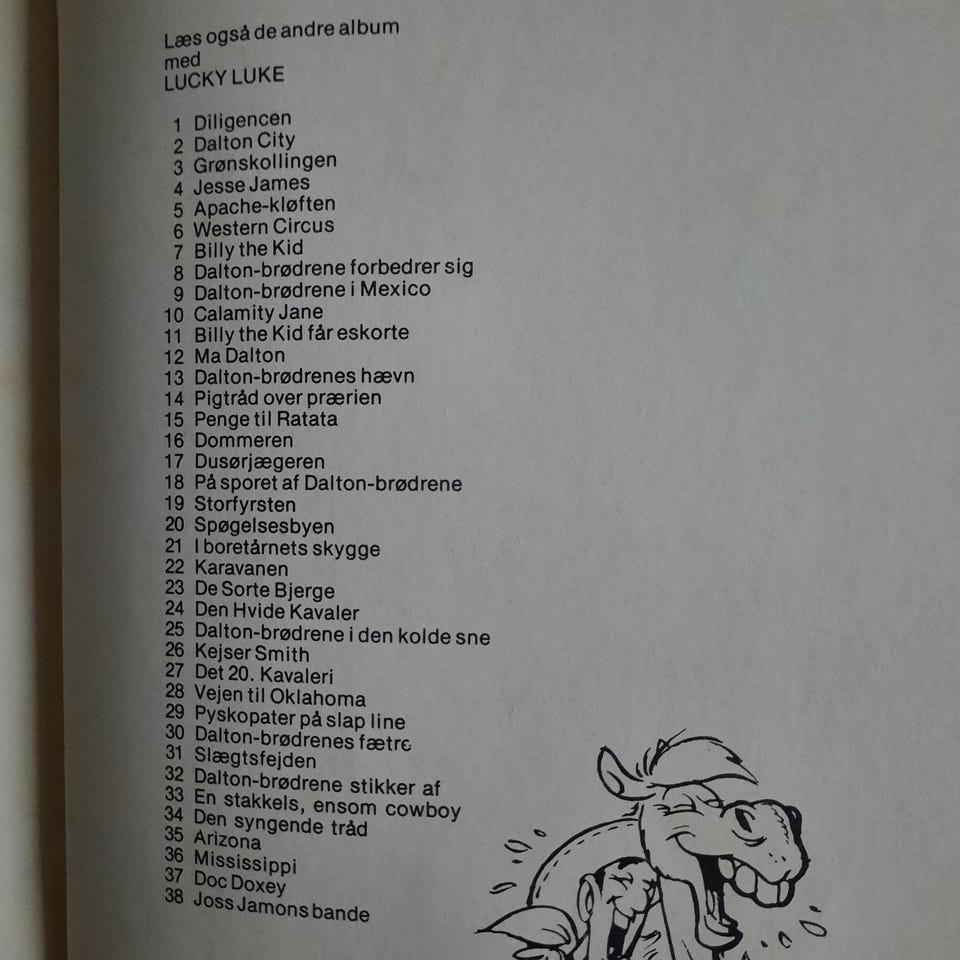 Læs også de andre album
med
LUCKY LUKE
1 Diligencen
2 Dalton City
3 Grønskollingen
4 Jesse James
5 Apache-kløften
6 Western Circus
7 Billy the Kid
8 Dalton-brødrene forbedrer sig
9 Dalton-brødrene i Mexico
10 Calamity Jane
11 Billy the Kid får eskorte
12 Ma Dalton
13 Dalton-brødrenes hævn
14 Pigtråd over prærien
15 Penge til Ratata
16 Dommeren
17 Dusørjægeren
18 På sporet af Dalton-brødrene
19 Storfyrsten
20 Spøgelsesbyen
21 I boretårnets skygge
22 Karavanen
23 De Sorte Bjerge
24 Den Hvide Kavaler
25 Dalton-brødrene i den kolde sne
26 Kejser Smith
27 Det 20. Kavaleri
28 Vejen til Oklahoma
29 Pyskopater på slap line
30 Dalton-brødrenes fætre
31 Slægtsfejden
32 Dalton-brødrene stikker af
33 En stakkels, ensom cowboy
34 Den syngende tråd
35 Arizona
36 Mississippi
37 Doc Doxey
38 Joss Jamons bande